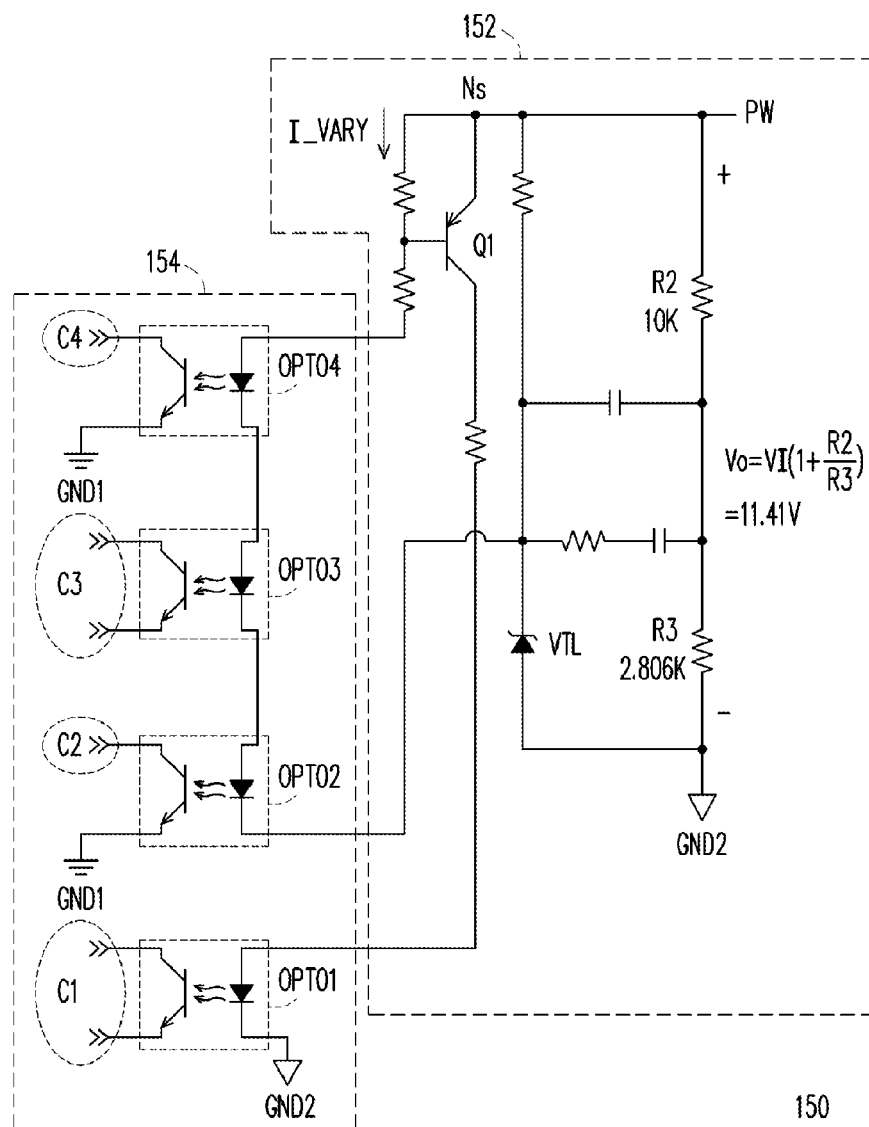 152
Ns
PW
I_VARY
+
Q1
154
R2
10K
C4
OPTO4
GND1
Vo=VI(1+R2/R3)
=11.41V
C3
OPTO3
VTL
R3
2.806K
−
C2
OPTO2
GND2
GND1
C1
OPTO1
GND2
150